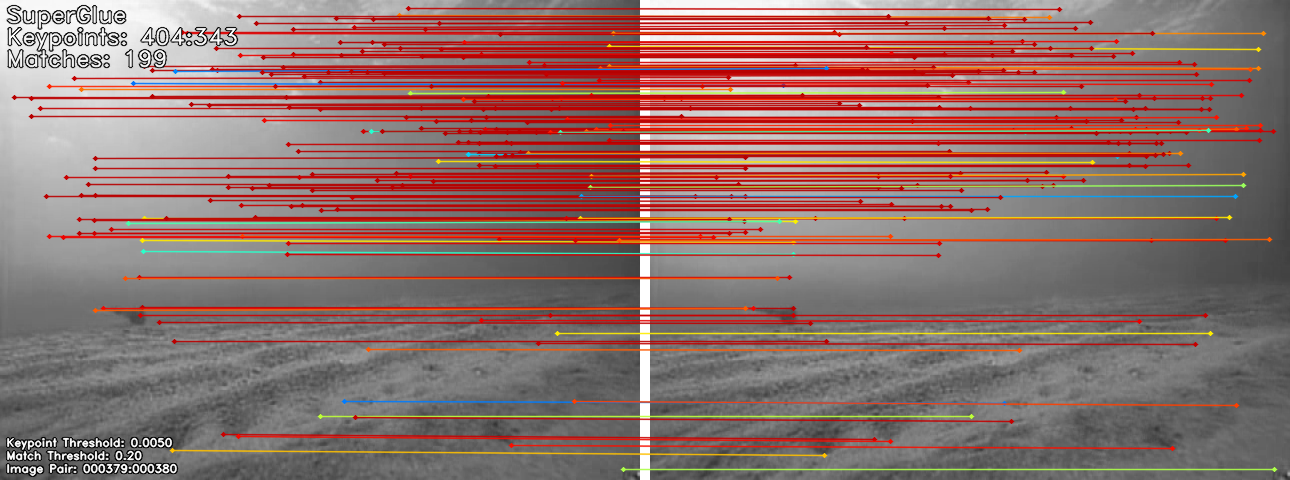 SuperGlue
Keypoints: 404:343
Matches: 199
Keypoint Threshold: 0.0050
Match Threshold: 0.20
Image Pair: 000379:000380